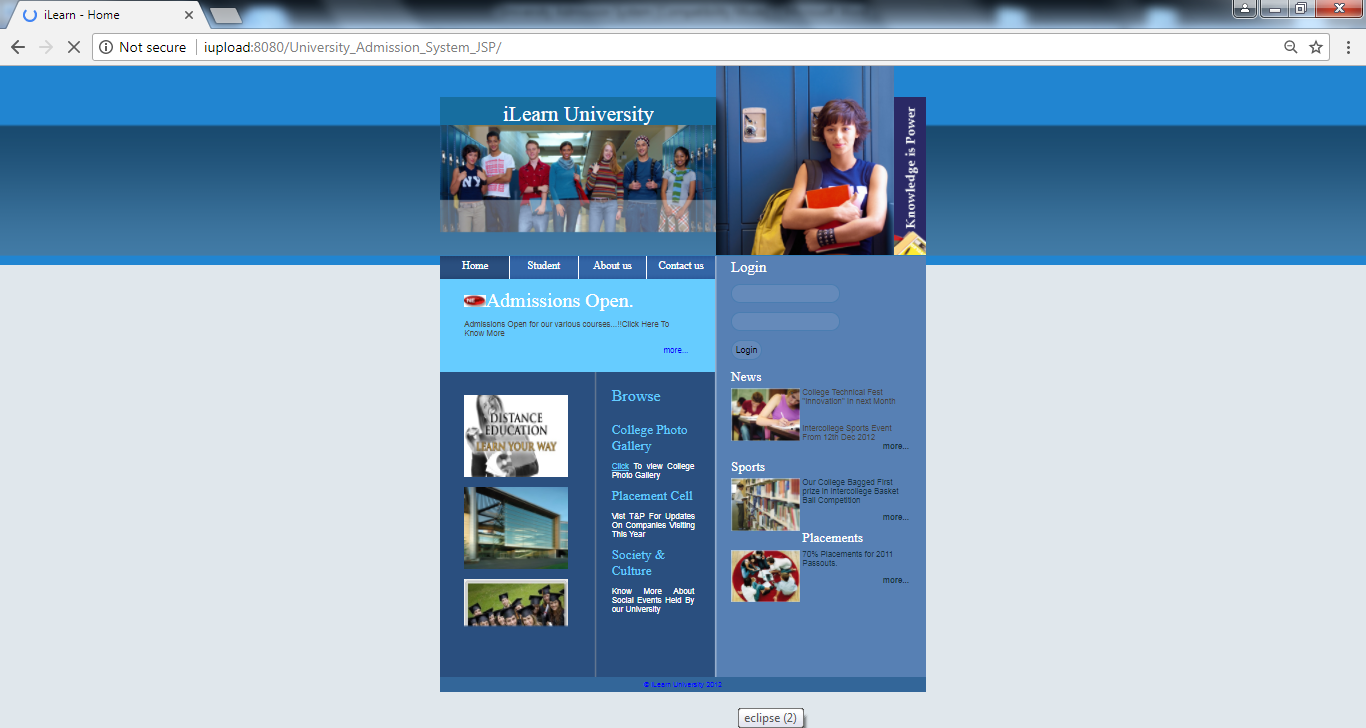 iLearn - Home
Not secure
iupload:8080/University_Admission_System_JSP/
iLearn University
Knowledge is Power
NY
Home
Student
About us
Contact us
Admissions Open.
Admissions Open for our various courses...!!Click Here To
Know More
more...
Login
Login
DISTANCE
EDUCATION
LEARN YOUR WAY
Browse
College Photo
Gallery
Click To view College
Photo Gallery
Placement Cell
Visit T&P For Updates
On Companies Visiting
This Year
Society &
Culture
Know More About
Social Events Held By
our University
News
College Technical Fest
"Innovation" In next Month
Intercollege Sports Event
From 12th Dec 2012
more...
Sports
Our College Bagged First
prize in Intercollege Basket
Ball Competition
more...
Placements
70% Placements for 2011
Passouts.
more...
© iLearn University 2012
eclipse (2)